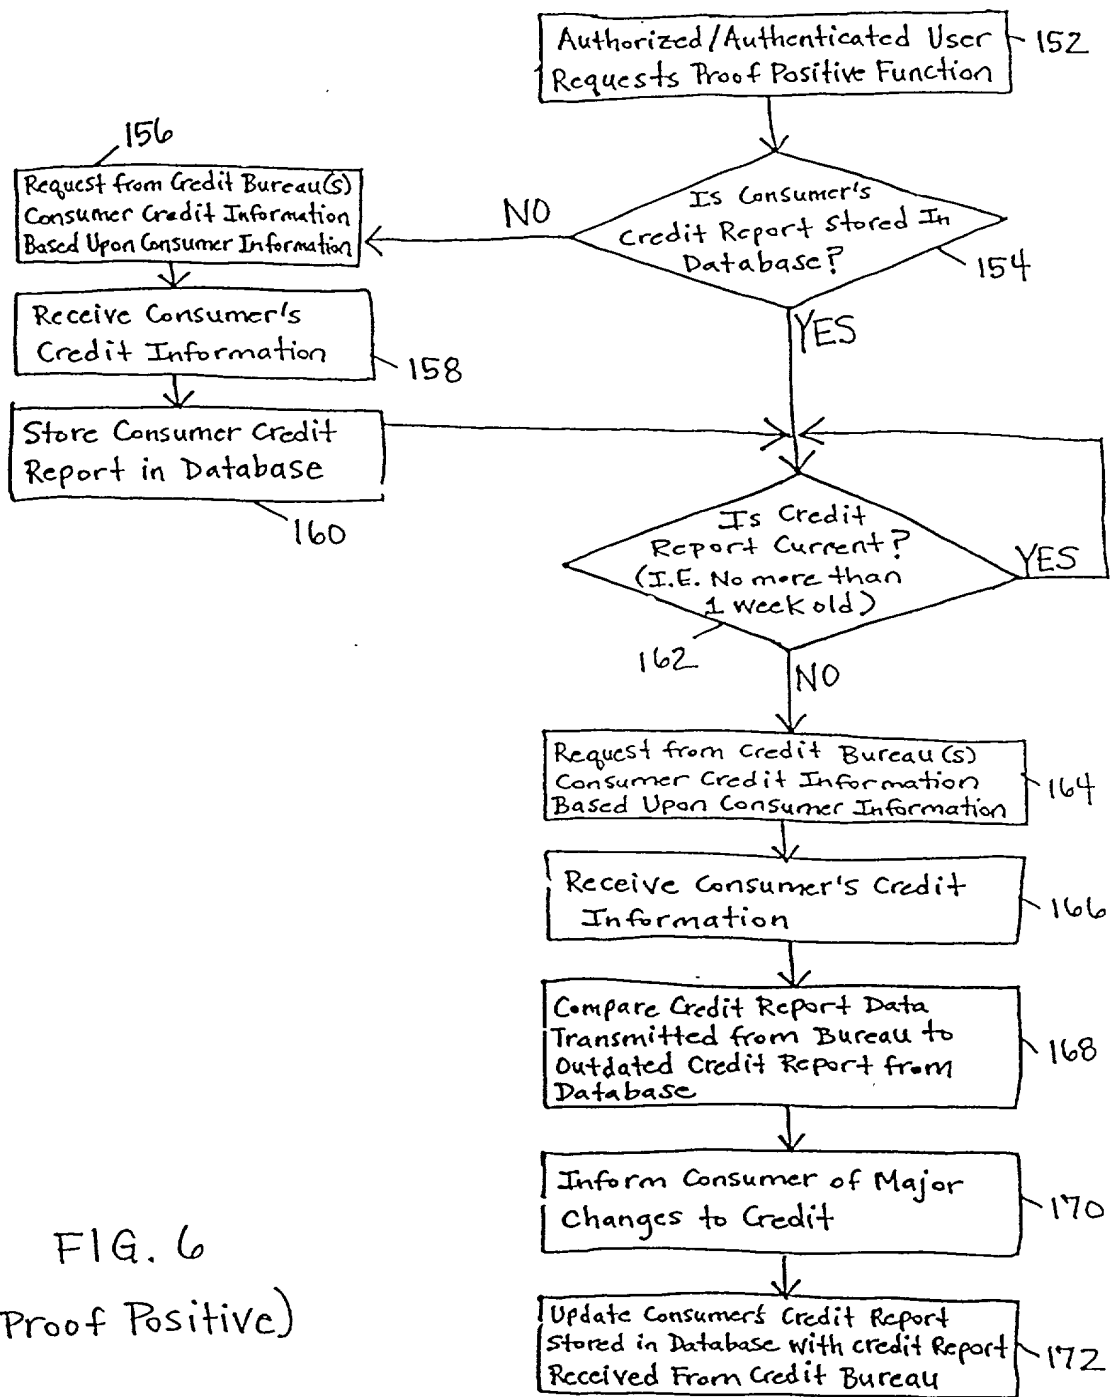 Authorized/Authenticated User
Requests Proof Positive Function
152
156
Request from Credit Bureau(s)
Consumer Credit Information
Based Upon Consumer Information
NO
Is Consumer's
Credit Report Stored In
Database?
154
YES
Receive Consumer's
Credit Information
158
Store Consumer Credit
Report in Database
160
Is Credit
Report Current?
(I.E. No more than
1 week old)
YES
162
NO
Request from Credit Bureau(s)
Consumer Credit Information
Based Upon Consumer Information
164
Receive Consumer's Credit
Information
166
Compare Credit Report Data
Transmitted from Bureau to
Outdated Credit Report from
Database
168
Inform Consumer of Major
Changes to Credit
170
Update Consumer's Credit Report
Stored in Database with credit Report
Received From Credit Bureau
172
FIG. 6
Proof Positive)